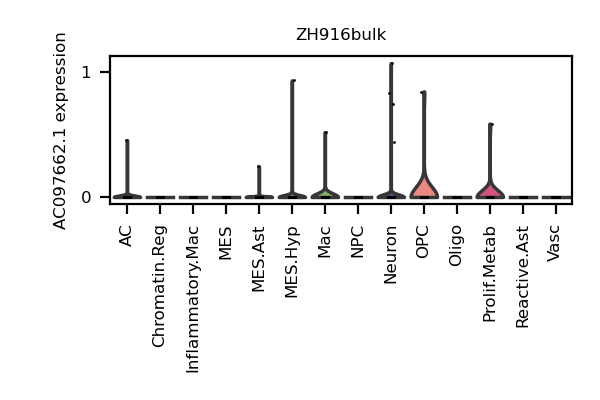 ZH916bulk
AC097662.1 expression
1
0
AC
Chromatin.Reg
Inflammatory.Mac
MES
MES.Ast
MES.Hyp
Mac
NPC
Neuron
OPC
Oligo
Prolif.Metab
Reactive.Ast
Vasc